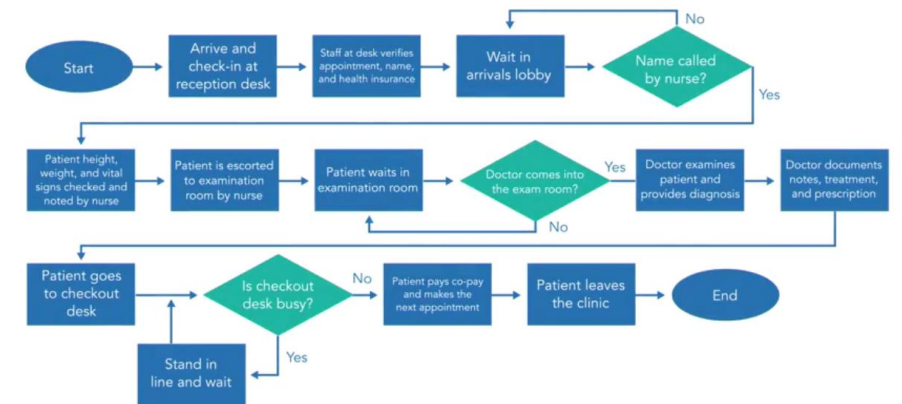 Start
Arrive and
check-in at
reception desk
Staff at desk verifies
appointment, name,
and health insurance
Wait in
arrivals lobby
Name called
by nurse?
No
Yes
Patient height,
weight, and vital
signs checked and
noted by nurse
Patient is escorted
to examination
room by nurse
Patient waits in
examination room
Doctor comes into
the exam room?
Yes
No
Doctor examines
patient and
provides diagnosis
Doctor documents
notes, treatment,
and prescription
Patient goes
to checkout
desk
Is checkout
desk busy?
No
Yes
Stand in
line and wait
Patient pays co-pay
and makes the
next appointment
Patient leaves
the clinic
End